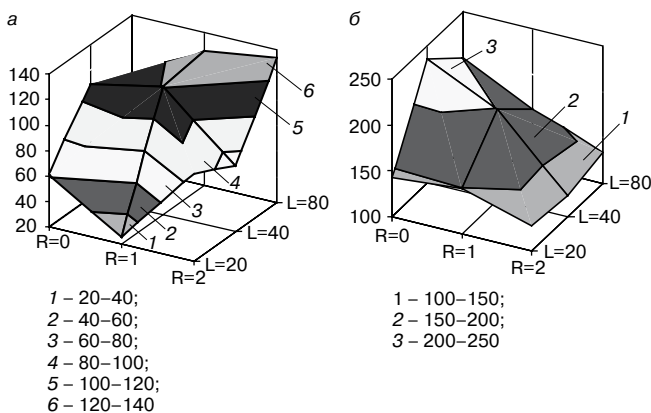 а
140
120
100
80
60
40
20
R=0
R=1
R=2
L=20
L=40
L=80
1
2
3
4
5
6
1 – 20–40;
2 – 40–60;
3 – 60–80;
4 – 80–100;
5 – 100–120;
6 – 120–140
б
250
200
150
100
R=0
R=1
R=2
L=20
L=40
L=80
3
2
1
1 – 100–150;
2 – 150–200;
3 – 200–250